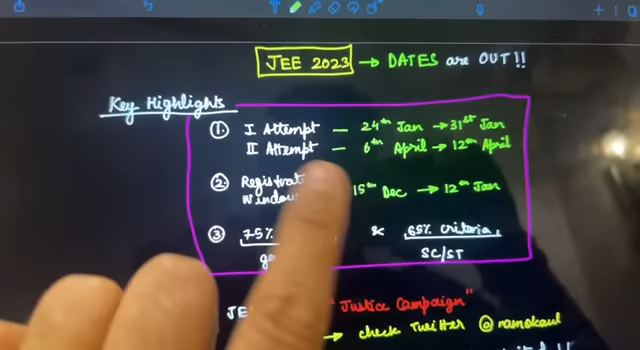 JEE 2023 → DATES are OUT!!
Key Highlights
① I Attempt — 24th Jan → 31st Jan
II Attempt — 6th April → 12th April
② Registrat
Window 15th Dec → 12th Jan
③ 75% & 65% criteria
SC/ST
JE "Justice Campaign"
→ check Twitter @ramokaul